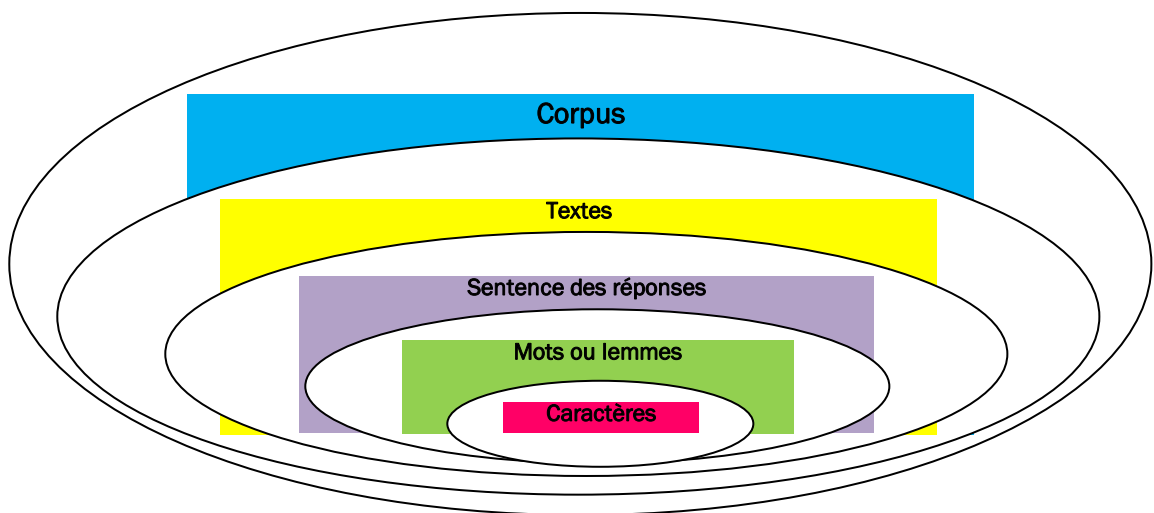 Corpus
Textes
Sentence des réponses
Mots ou lemmes
Caractères